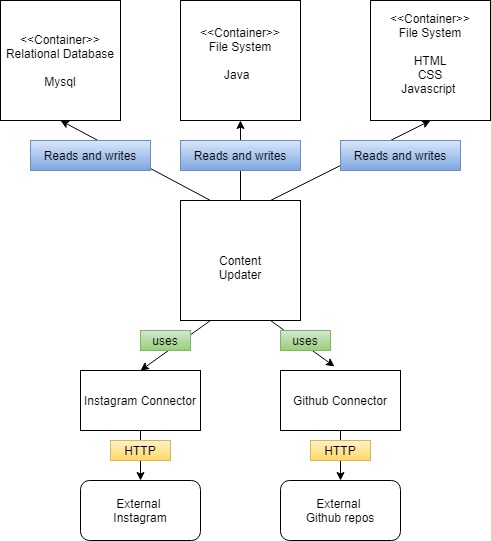 <<Container>>
Relational Database
Mysql
<<Container>>
File System
Java
<<Container>>
File System
HTML
CSS
Javascript
Reads and writes
Reads and writes
Reads and writes
Content
Updater
uses
uses
Instagram Connector
Github Connector
HTTP
HTTP
External
Instagram
External
Github repos